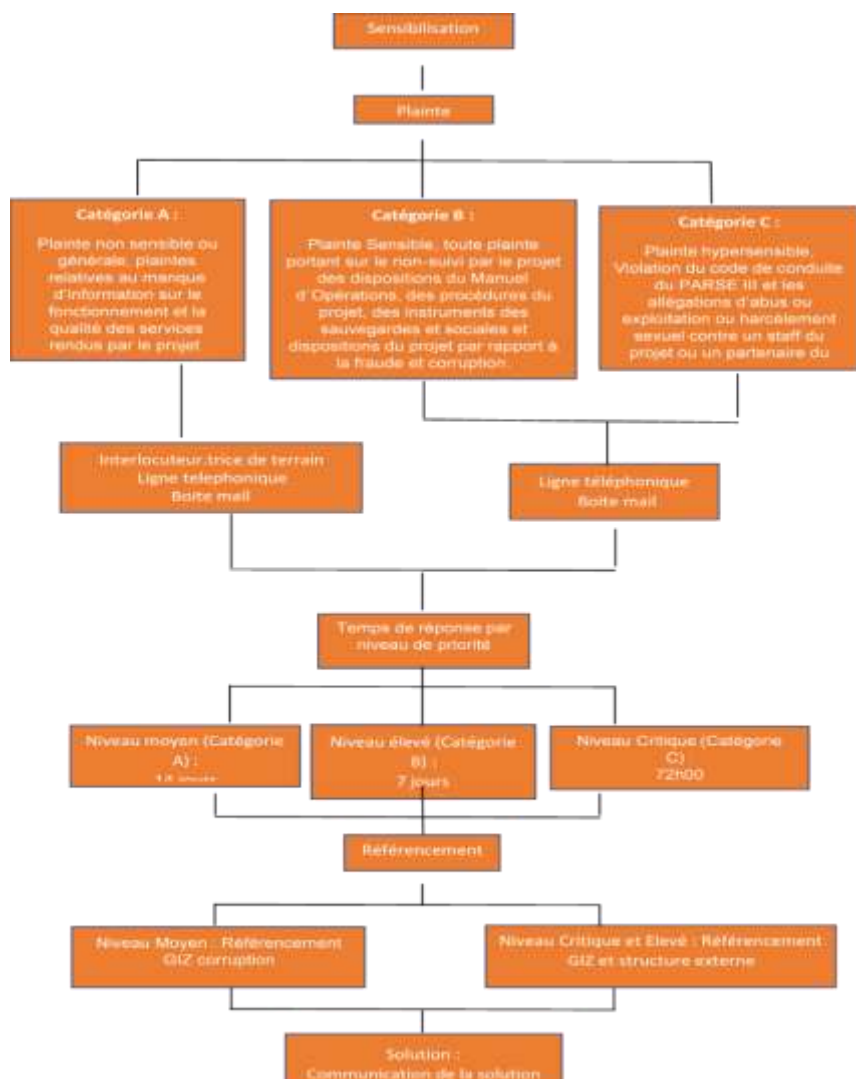 Sensibilisation
Plainte
Catégorie A :
Plainte non sensible ou
générale, plaintes
relatives au manque
d'information sur le
fonctionnement et la
qualité des services
rendus par le projet
Catégorie B :
Plainte Sensible, toute plainte
portant sur le non-suivi par le projet
des dispositions du Manuel
d'Opérations, des procédures du
projet, des instruments des
sauvegardes et sociales et
dispositions du projet par rapport à
la fraude et corruption.
Catégorie C :
Plainte hypersensible,
Violation du code de conduite
du PARSE III et les
allégations d'abus ou
exploitation ou harcèlement
sexuel contre un staff du
projet ou un partenaire du
Interlocuteur.trice de terrain
Ligne telephonique
Boite mail
Ligne téléphonique
Boite mail
Temps de réponse par
niveau de priorité
Niveau moyen (Catégorie
A) :
Niveau élevé (Catégorie
B) :
7 jours
Niveau Critique (Catégorie
C)
72h00
Référencement
Niveau Moyen : Référencement
GIZ corruption
Niveau Critique et Elevé : Référencement
GIZ et structure externe
Solution :
Communication de la solution